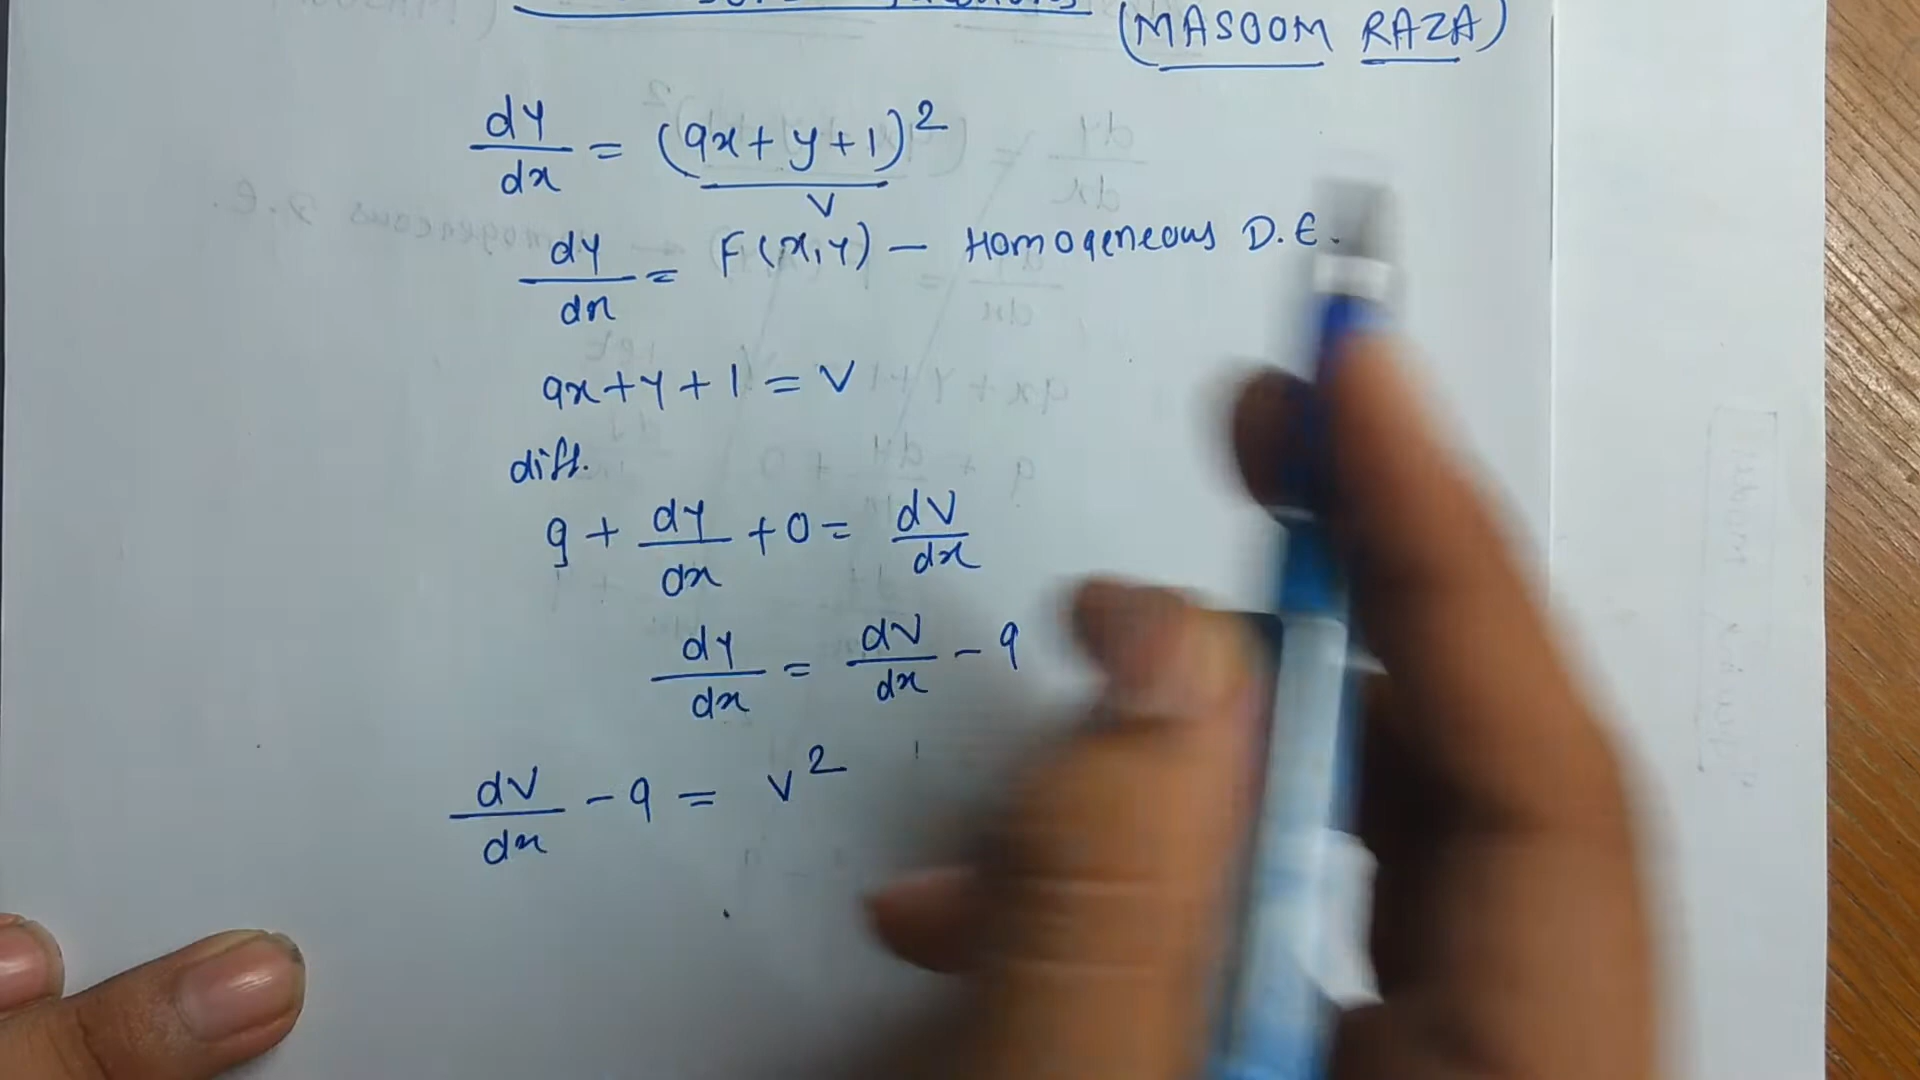 (MASOOM RAZA)
dy/dx = (9x + y + 1)²
v
dy/dx = F(x,y) – Homogeneous D.E.
9x + y + 1 = v
diff.
9 + dy/dx + 0 = dv/dx
dy/dx = dv/dx – 9
dv/dx – 9 = v²